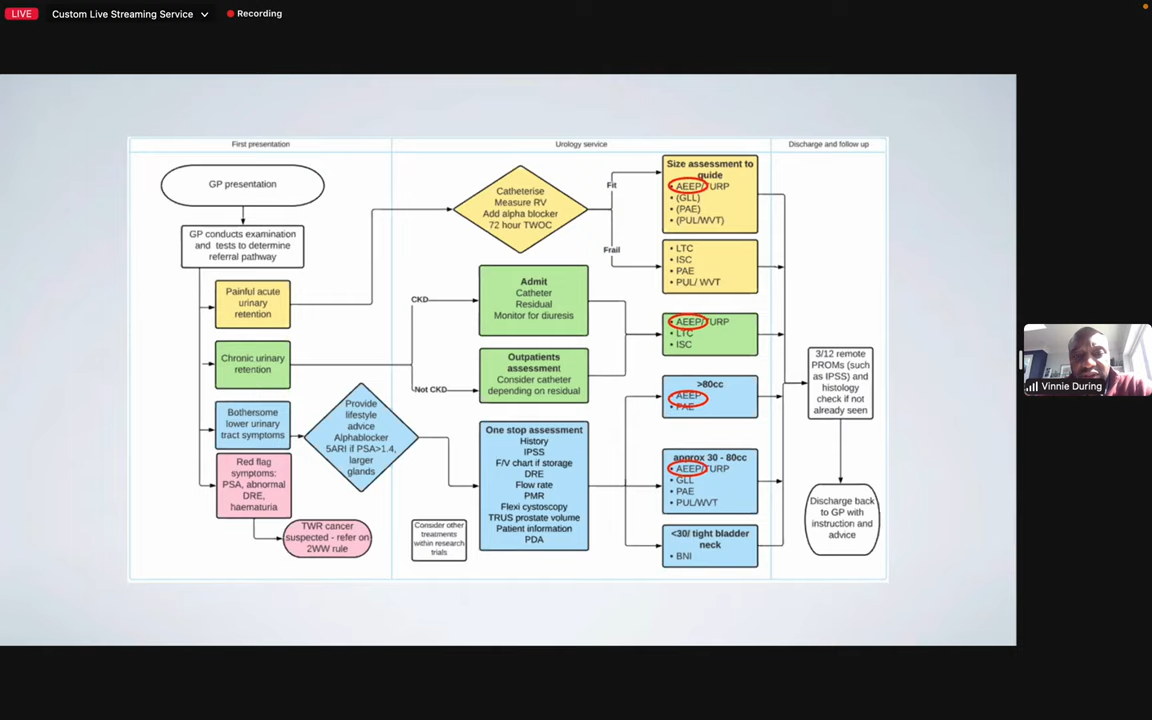 LIVE
Custom Live Streaming Service
Recording
First presentation
Urology service
Discharge and follow up
GP presentation
GP conducts examination
and tests to determine
referral pathway
Painful acute
urinary
retention
Chronic urinary
retention
Bothersome
lower urinary
tract symptoms
Red flag
symptoms:
PSA, abnormal
DRE,
haematuria
TWR cancer
suspected - refer on
2WW rule
Provide
lifestyle
advice
Alphablocker
5ARI if PSA>1.4,
larger
glands
Catheterise
Measure RV
Add alpha blocker
72 hour TWOC
Fit
Frail
CKD
Not CKD
Admit
Catheter
Residual
Monitor for diuresis
Outpatients
assessment
Consider catheter
depending on residual
One stop assessment
History
IPSS
F/V chart if storage
DRE
Flow rate
PMR
Flexi cystoscopy
TRUS prostate volume
Patient information
PDA
Consider other
treatments
within research
trials
Size assessment to
guide
• AEEP/TURP
• (GLL)
• (PAE)
• (PUL/WVT)
• LTC
• ISC
• PAE
• PUL/ WVT
• AEEP/TURP
• LTC
• ISC
>80cc
• AEEP
• PAE
approx 30 - 80cc
• AEEP/TURP
• GLL
• PAE
• PUL/WVT
<30/ tight bladder
neck
• BNI
3/12 remote
PROMs (such
as IPSS) and
histology
check if not
already seen
Discharge back
to GP with
instruction and
advice
Vinnie During